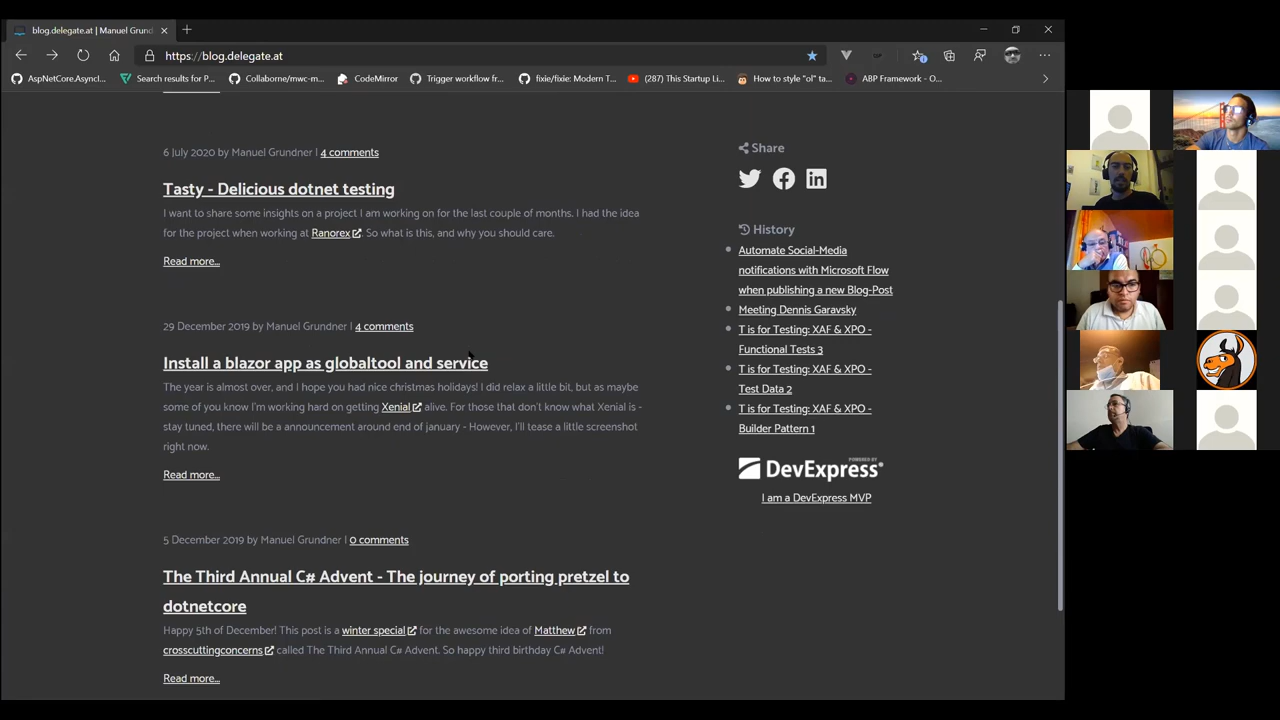 blog.delegate.at | Manuel Grund
https://blog.delegate.at
AspNetCore.AsyncI...
Search results for P...
Collaborne/mwc-m...
CodeMirror
Trigger workflow fr...
fixie/fixie: Modern T...
(287) This Startup Li...
How to style "ol" ta...
ABP Framework - O...
6 July 2020 by Manuel Grundner | 4 comments
Tasty - Delicious dotnet testing
I want to share some insights on a project I am working on for the last couple of months. I had the idea
for the project when working at Ranorex. So what is this, and why you should care.
Read more...
29 December 2019 by Manuel Grundner | 4 comments
Install a blazor app as globaltool and service
The year is almost over, and I hope you had nice christmas holidays! I did relax a little bit, but as maybe
some of you know I'm working hard on getting Xenial alive. For those that don't know what Xenial is -
stay tuned, there will be a announcement around end of january - However, I'll tease a little screenshot
right now.
Read more...
5 December 2019 by Manuel Grundner | 0 comments
The Third Annual C# Advent - The journey of porting pretzel to
dotnetcore
Happy 5th of December! This post is a winter special for the awesome idea of Matthew from
crosscuttingconcerns called The Third Annual C# Advent. So happy third birthday C# Advent!
Read more...
Share
History
Automate Social-Media
notifications with Microsoft Flow
when publishing a new Blog-Post
Meeting Dennis Garavsky
T is for Testing: XAF & XPO -
Functional Tests 3
T is for Testing: XAF & XPO -
Test Data 2
T is for Testing: XAF & XPO -
Builder Pattern 1
POWERED BY
DevExpress
I am a DevExpress MVP